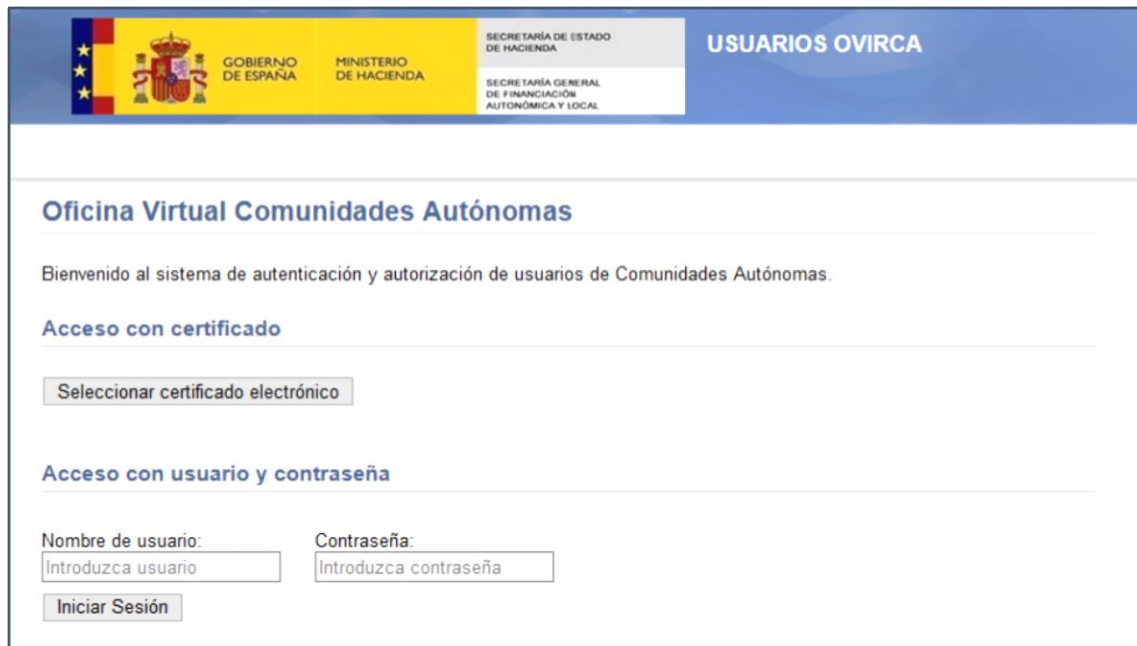 GOBIERNO
DE ESPAÑA
MINISTERIO
DE HACIENDA
SECRETARÍA DE ESTADO
DE HACIENDA
SECRETARÍA GENERAL
DE FINANCIACIÓN
AUTONÓMICA Y LOCAL
USUARIOS OVIRCA
Oficina Virtual Comunidades Autónomas
Bienvenido al sistema de autenticación y autorización de usuarios de Comunidades Autónomas.
Acceso con certificado
Seleccionar certificado electrónico
Acceso con usuario y contraseña
Nombre de usuario: Contraseña:
Introduzca usuario Introduzca contraseña
Iniciar Sesión